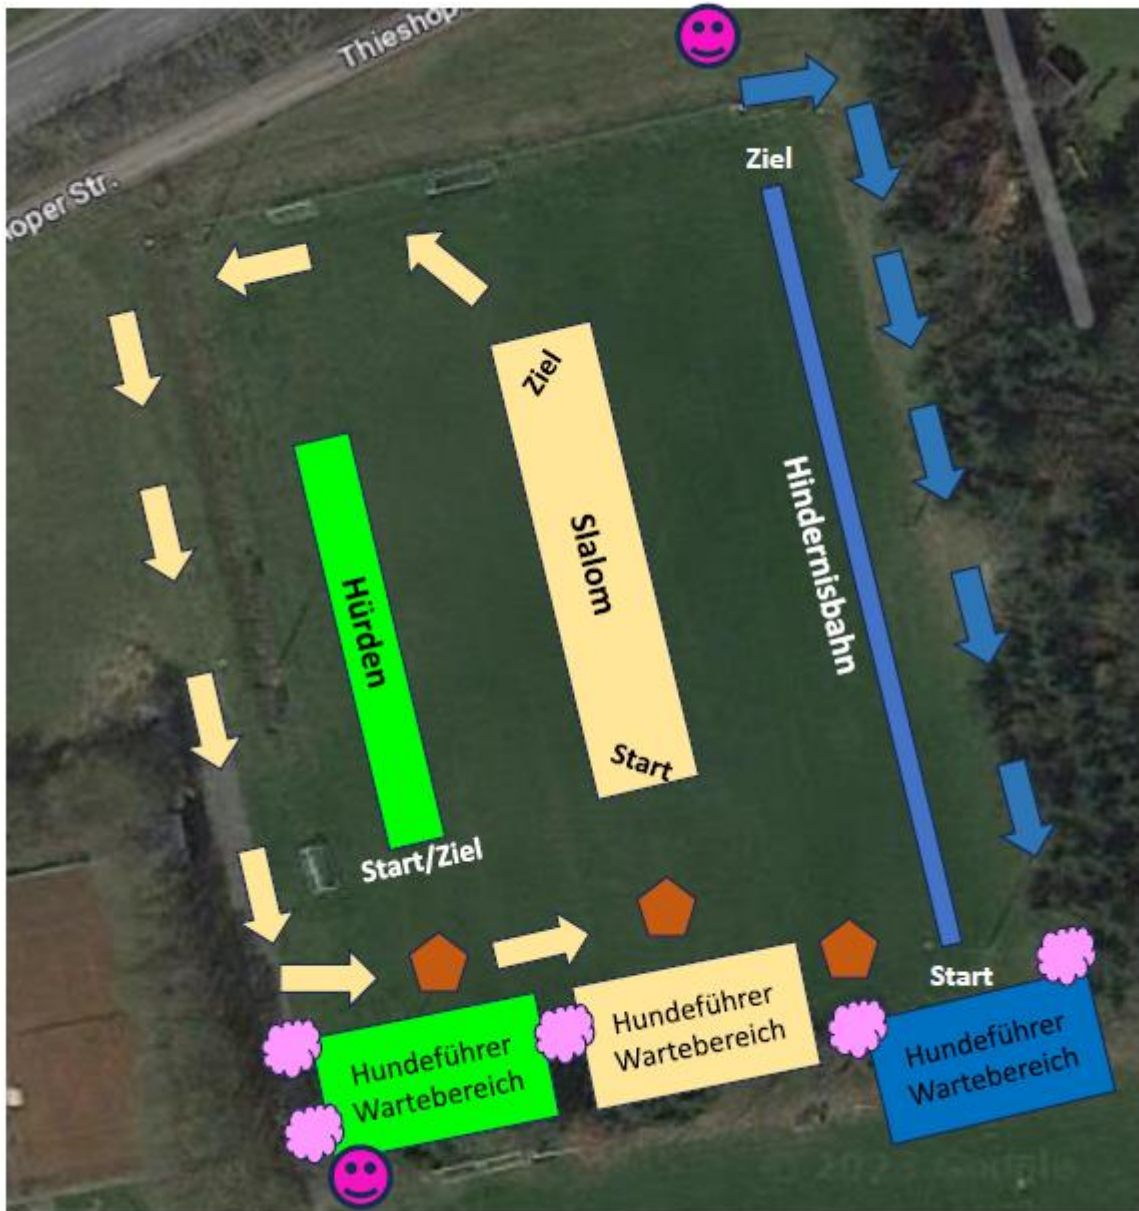 Thieshop
oper Str.
Ziel
Ziel
Hindernisbahn
Slalom
Hürden
Start
Start/Ziel
Start
Hundeführer
Wartebereich
Hundeführer
Wartebereich
Hundeführer
Wartebereich